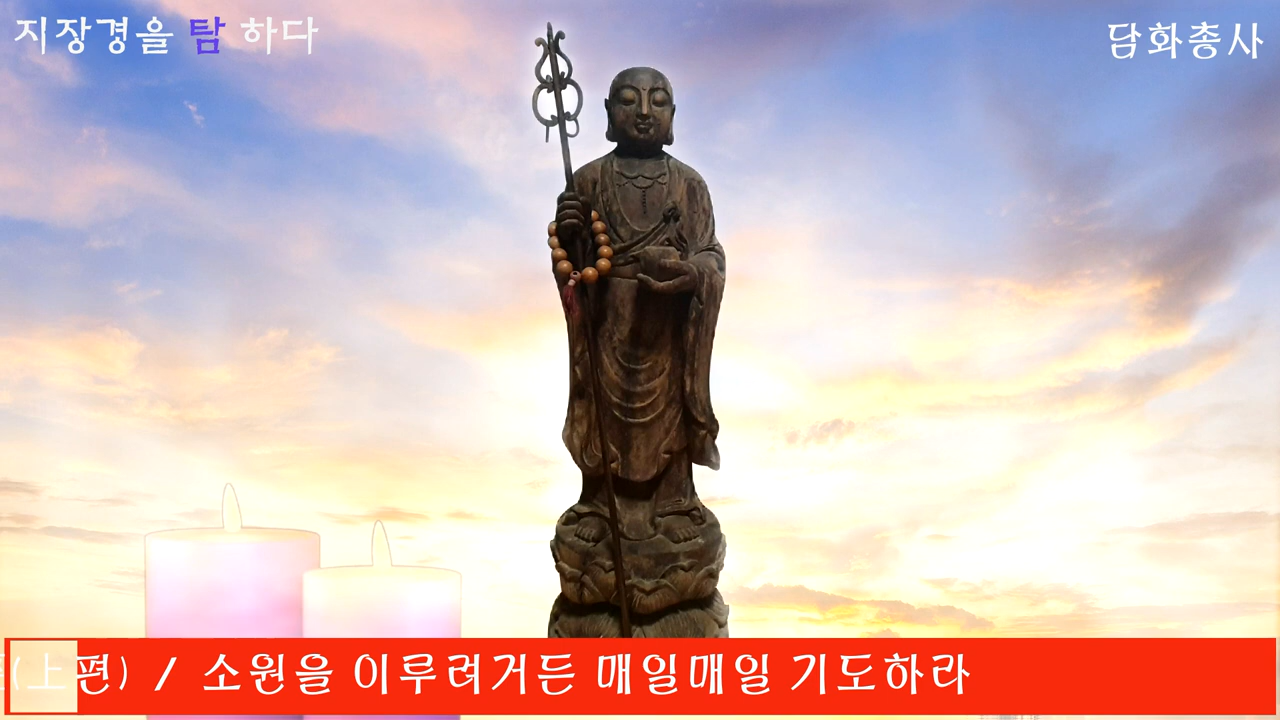 지장경을 탐 하다
담화총사
(上편) / 소원을 이루려거든 매일매일 기도하라